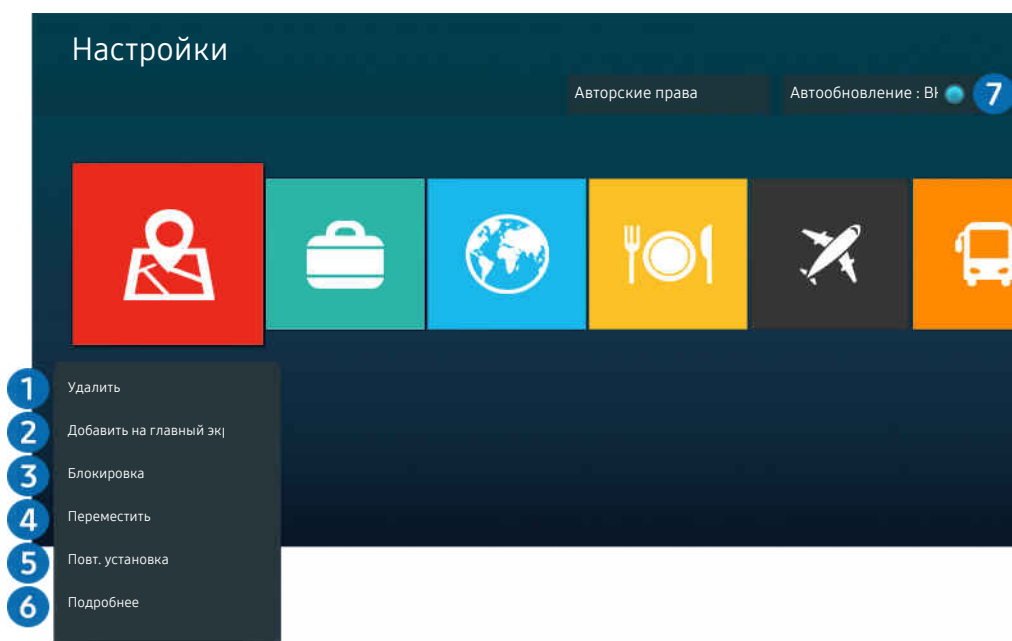 Настройки
Авторские права
Автообновление : ВН
7
1
Удалить
2
Добавить на главный эк
3
Блокировка
4
Переместить
5
Повт. установка
6
Подробнее